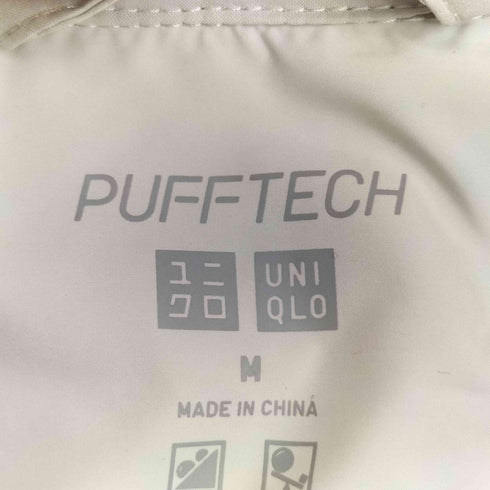 PUFFTECH
ユニ UNI
クロ QLO
M
MADE IN CHINA